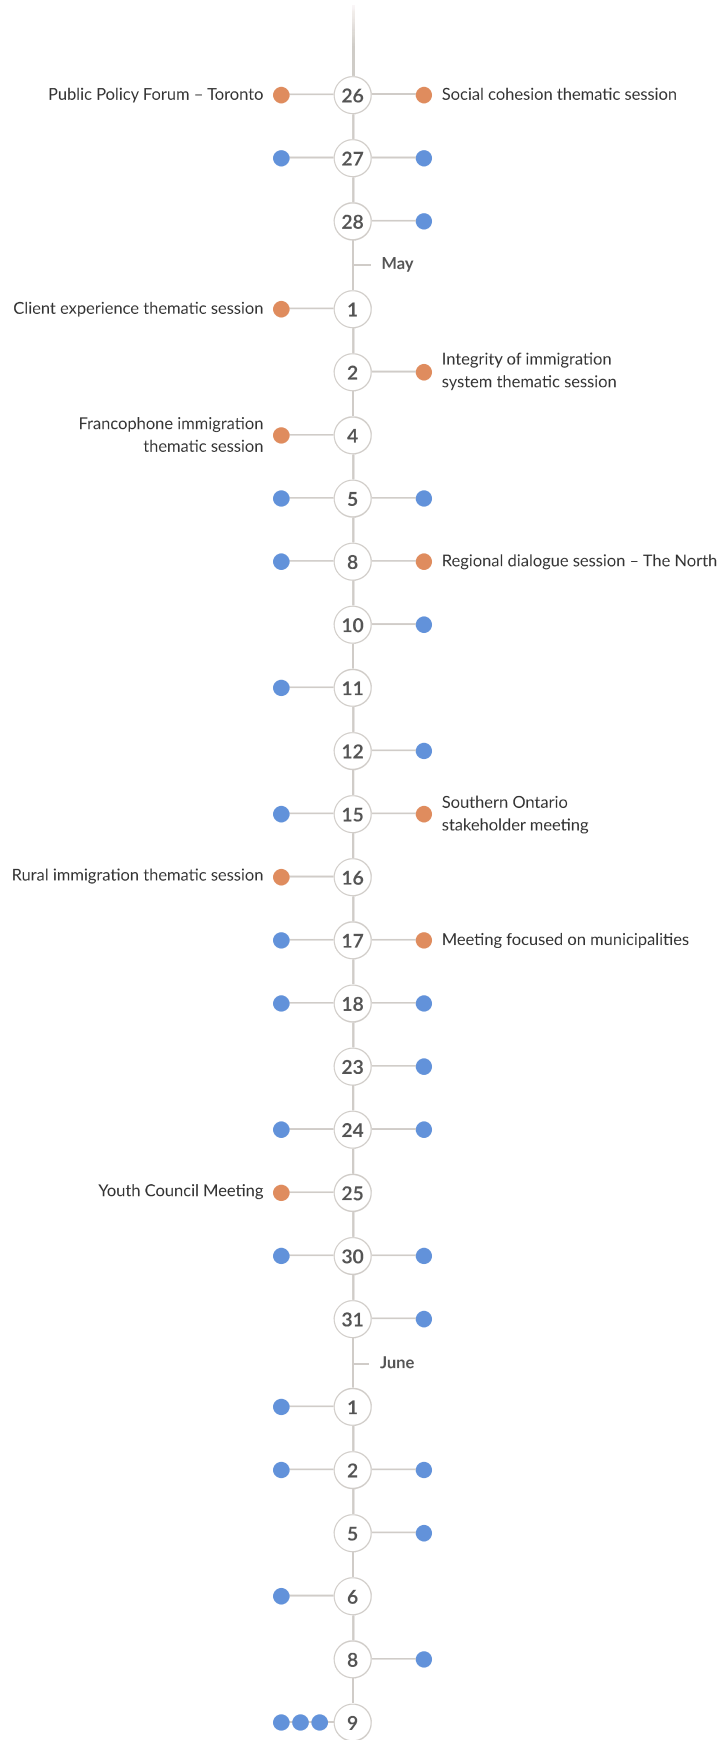 Public Policy Forum – Toronto
26
Social cohesion thematic session
27
28
May
Client experience thematic session
1
2
Integrity of immigration
system thematic session
Francophone immigration
thematic session
4
5
8
Regional dialogue session – The North
10
11
12
15
Southern Ontario
stakeholder meeting
Rural immigration thematic session
16
17
Meeting focused on municipalities
18
23
24
Youth Council Meeting
25
30
31
June
1
2
5
6
8
9